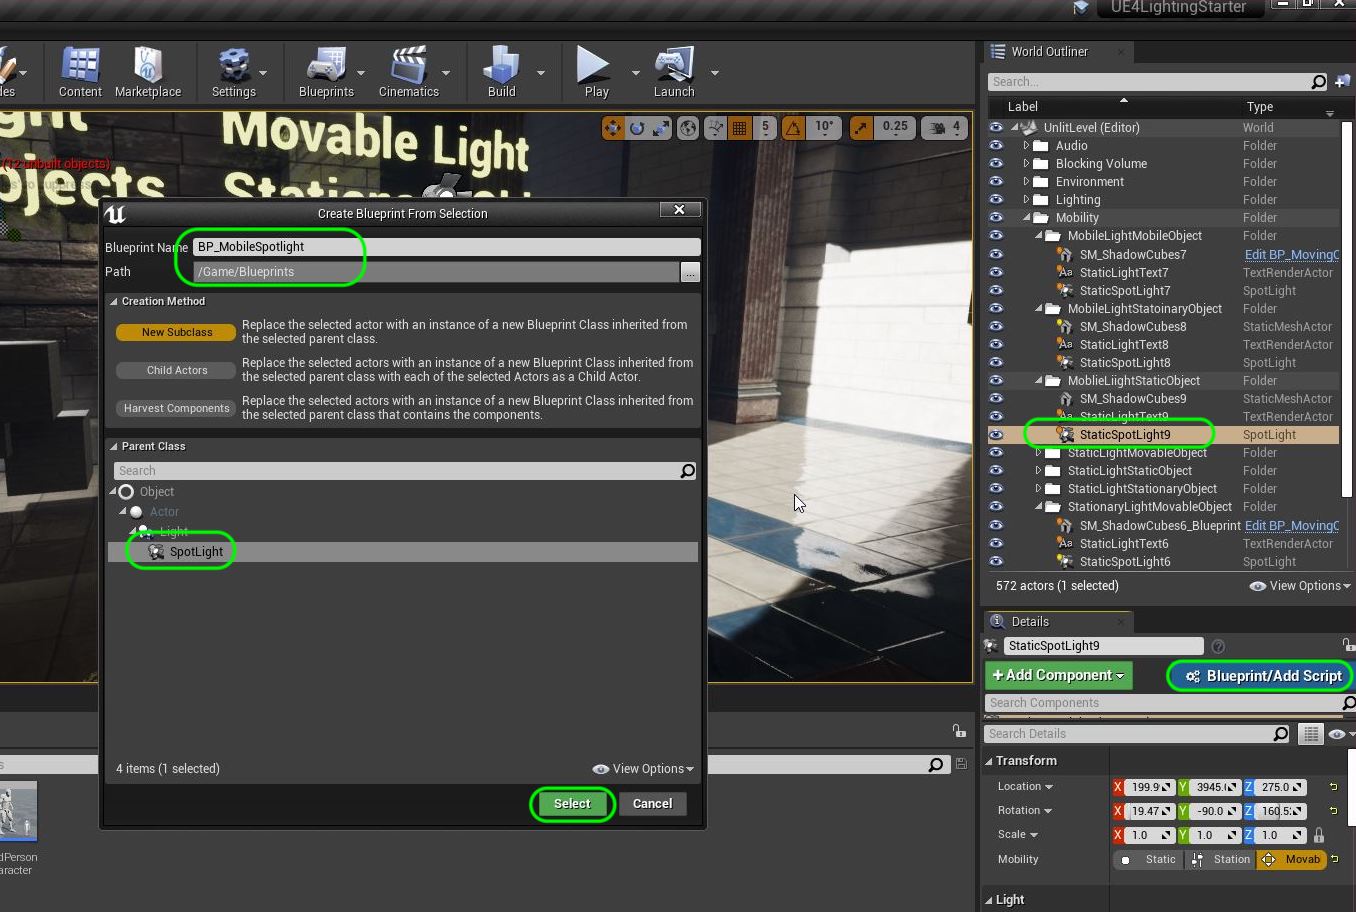 UE4LightingStarter
Content
Marketplace
Settings
Blueprints
Cinematics
Build
Play
Launch
World Outliner
Search...
Label
Type
UnlitLevel (Editor)
World
Audio
Folder
Blocking Volume
Folder
Environment
Folder
Lighting
Folder
Mobility
Folder
MobileLightMobileObject
Folder
SM_ShadowCubes7
Edit BP_MovingC
StaticLightText7
TextRenderActor
StaticSpotLight7
SpotLight
MobileLightStatoinaryObject
Folder
SM_ShadowCubes8
StaticMeshActor
StaticLightText8
TextRenderActor
StaticSpotLight8
SpotLight
MoblieLiightStaticObject
Folder
SM_ShadowCubes9
StaticMeshActor
StaticLightText9
TextRenderActor
StaticSpotLight9
SpotLight
StaticLightMovableObject
Folder
StaticLightStaticObject
Folder
StaticLightStationaryObject
Folder
StationaryLightMovableObject
Folder
SM_ShadowCubes6_Blueprint
Edit BP_MovingC
StaticLightText6
TextRenderActor
StaticSpotLight6
SpotLight
572 actors (1 selected)
View Options
Movable Light
5
10°
0.25
4
(12 unbuilt objects)
Create Blueprint From Selection
Blueprint Name
BP_MobileSpotlight
Path
/Game/Blueprints
...
Creation Method
New Subclass
Replace the selected actor with an instance of a new Blueprint Class inherited from
the selected parent class.
Child Actors
Replace the selected actors with an instance of a new Blueprint Class inherited from
the selected parent class with each of the selected Actors as a Child Actor.
Harvest Components
Replace the selected actors with an instance of a new Blueprint Class inherited from
the selected parent class that contains the components.
Parent Class
Search
Object
Actor
Light
SpotLight
4 items (1 selected)
View Options
Select
Cancel
Details
StaticSpotLight9
+Add Component
Blueprint/Add Script
Search Components
Search Details
Transform
Location
X 199.9 Y 3945.0 Z 275.0
Rotation
X 19.47 Y -90.0 Z 160.5
Scale
X 1.0 Y 1.0 Z 1.0
Mobility
Static
Station
Movab
Light
dPerson
aracter